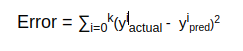 Error = ∑ᵢ₌₀ᵏ(yⁱactual - yⁱpred)²